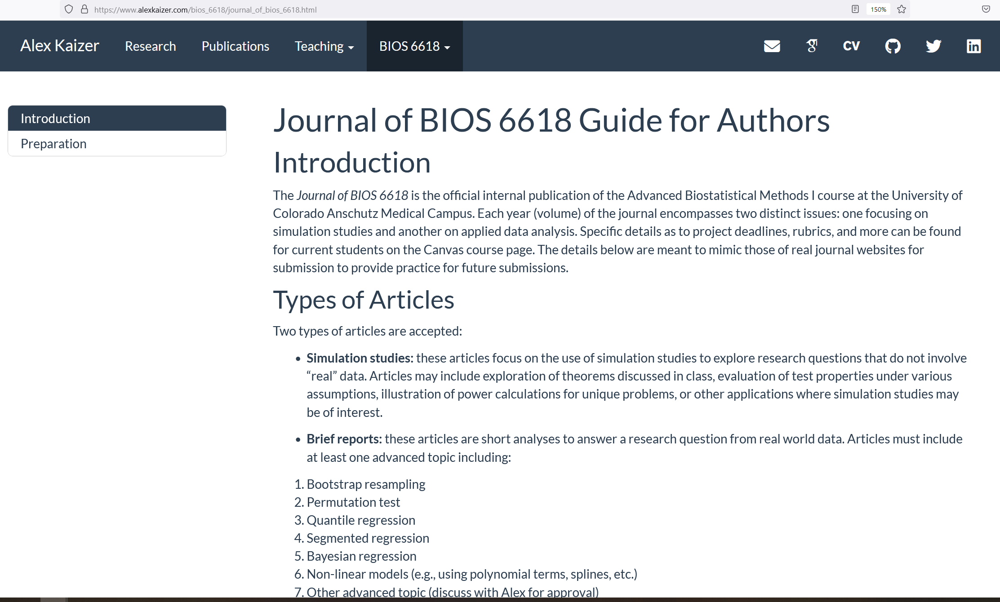 https://www.alexkaizer.com/bios_6618/journal_of_bios_6618.html
150%
Alex Kaizer
Research
Publications
Teaching
BIOS 6618
CV
Introduction
Preparation
Journal of BIOS 6618 Guide for Authors
Introduction
The Journal of BIOS 6618 is the official internal publication of the Advanced Biostatistical Methods I course at the University of
Colorado Anschutz Medical Campus. Each year (volume) of the journal encompasses two distinct issues: one focusing on
simulation studies and another on applied data analysis. Specific details as to project deadlines, rubrics, and more can be found
for current students on the Canvas course page. The details below are meant to mimic those of real journal websites for
submission to provide practice for future submissions.
Types of Articles
Two types of articles are accepted:
• Simulation studies: these articles focus on the use of simulation studies to explore research questions that do not involve
“real” data. Articles may include exploration of theorems discussed in class, evaluation of test properties under various
assumptions, illustration of power calculations for unique problems, or other applications where simulation studies may
be of interest.
• Brief reports: these articles are short analyses to answer a research question from real world data. Articles must include
at least one advanced topic including:
1. Bootstrap resampling
2. Permutation test
3. Quantile regression
4. Segmented regression
5. Bayesian regression
6. Non-linear models (e.g., using polynomial terms, splines, etc.)
7. Other advanced topic (discuss with Alex for approval)